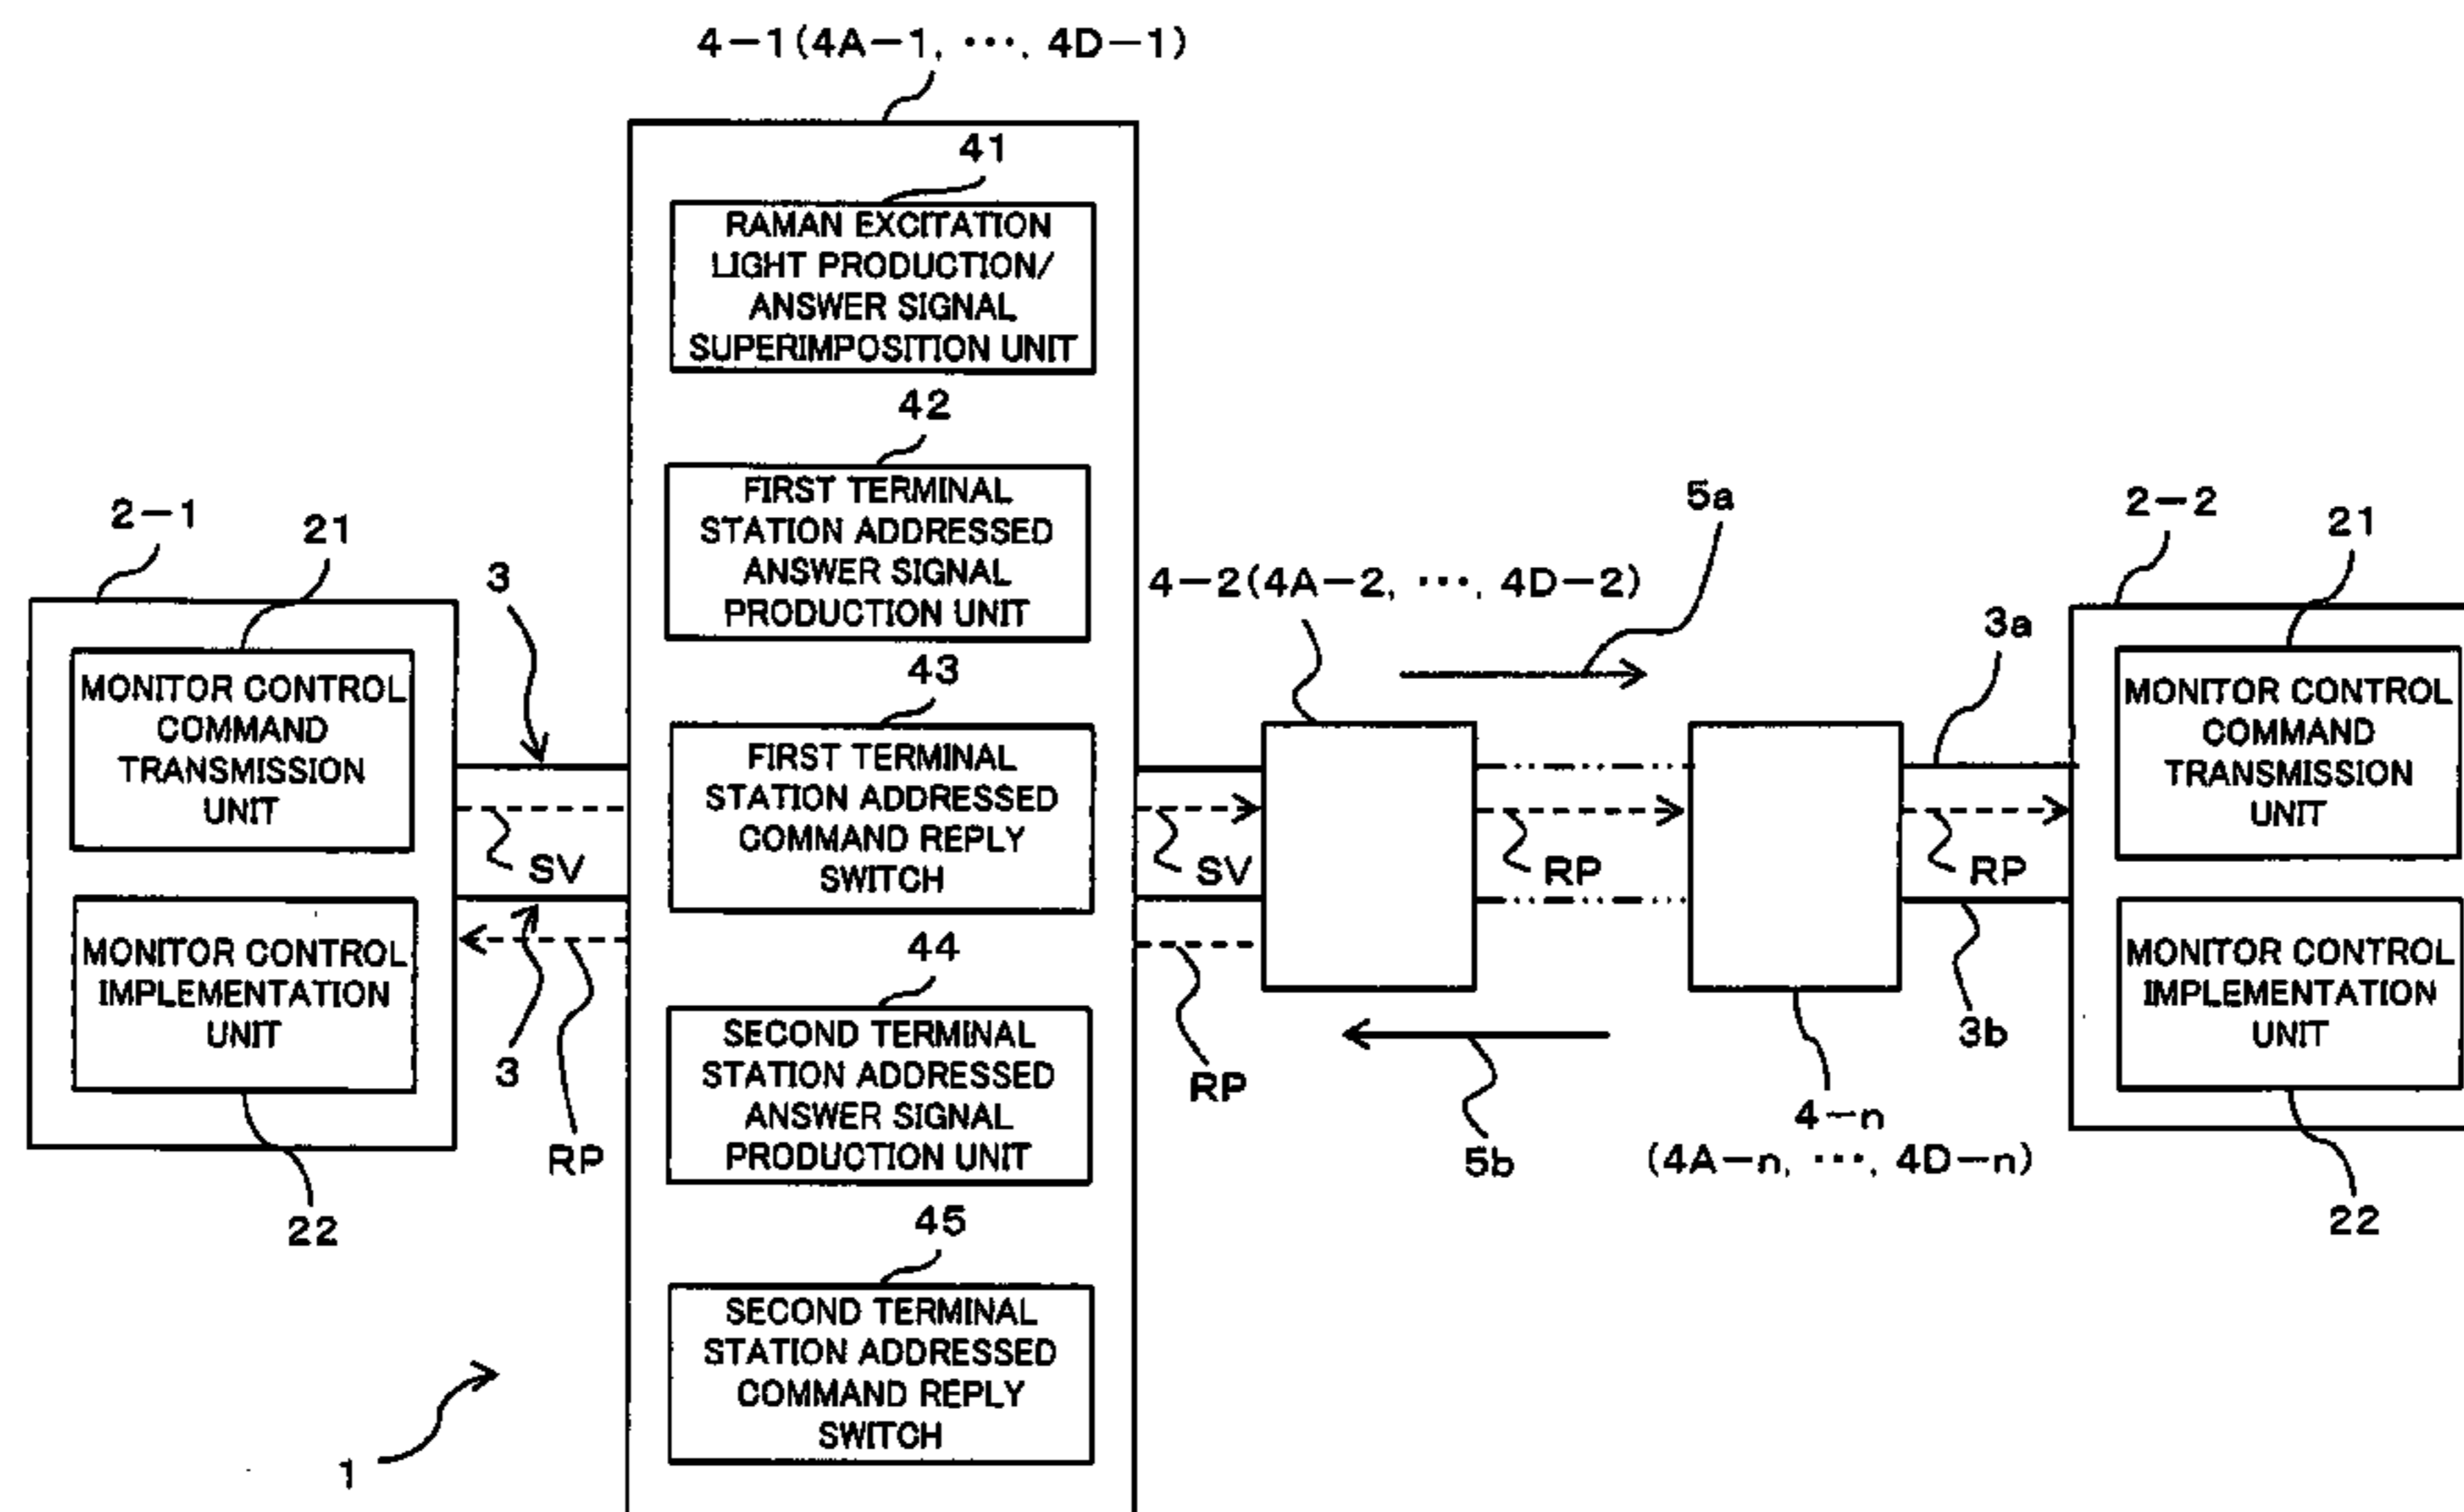 4-1(4A-1, ···, 4D-1)
41
RAMAN EXCITATION
LIGHT PRODUCTION/
ANSWER SIGNAL
SUPERIMPOSITION UNIT
42
FIRST TERMINAL
STATION ADDRESSED
ANSWER SIGNAL
PRODUCTION UNIT
43
FIRST TERMINAL
STATION ADDRESSED
COMMAND REPLY
SWITCH
44
SECOND TERMINAL
STATION ADDRESSED
ANSWER SIGNAL
PRODUCTION UNIT
45
SECOND TERMINAL
STATION ADDRESSED
COMMAND REPLY
SWITCH
2-1
21
MONITOR CONTROL
COMMAND
TRANSMISSION
UNIT
MONITOR CONTROL
IMPLEMENTATION
UNIT
22
3
SV
3
RP
1
4-2(4A-2, ···, 4D-2)
SV
RP
5a
RP
5b
4-n
(4A-n, ···, 4D-n)
3a
RP
3b
2-2
21
MONITOR CONTROL
COMMAND
TRANSMISSION
UNIT
MONITOR CONTROL
IMPLEMENTATION
UNIT
22